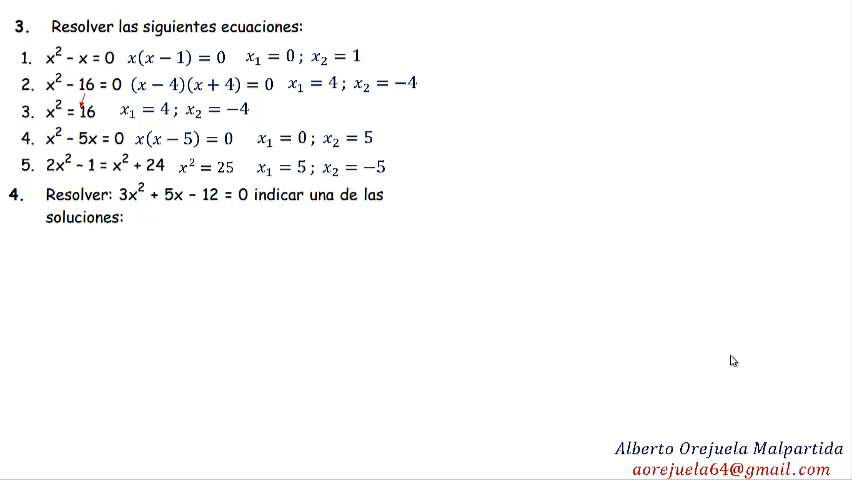 3. Resolver las siguientes ecuaciones:
1. x² - x = 0 x(x − 1) = 0 x₁ = 0 ; x₂ = 1
2. x² - 16 = 0 (x − 4)(x + 4) = 0 x₁ = 4 ; x₂ = −4
3. x² = 16 x₁ = 4 ; x₂ = −4
4. x² - 5x = 0 x(x − 5) = 0 x₁ = 0 ; x₂ = 5
5. 2x² - 1 = x² + 24 x² = 25 x₁ = 5 ; x₂ = −5
4. Resolver: 3x² + 5x - 12 = 0 indicar una de las
soluciones:
Alberto Orejuela Malpartida
aorejuela64@gmail.com